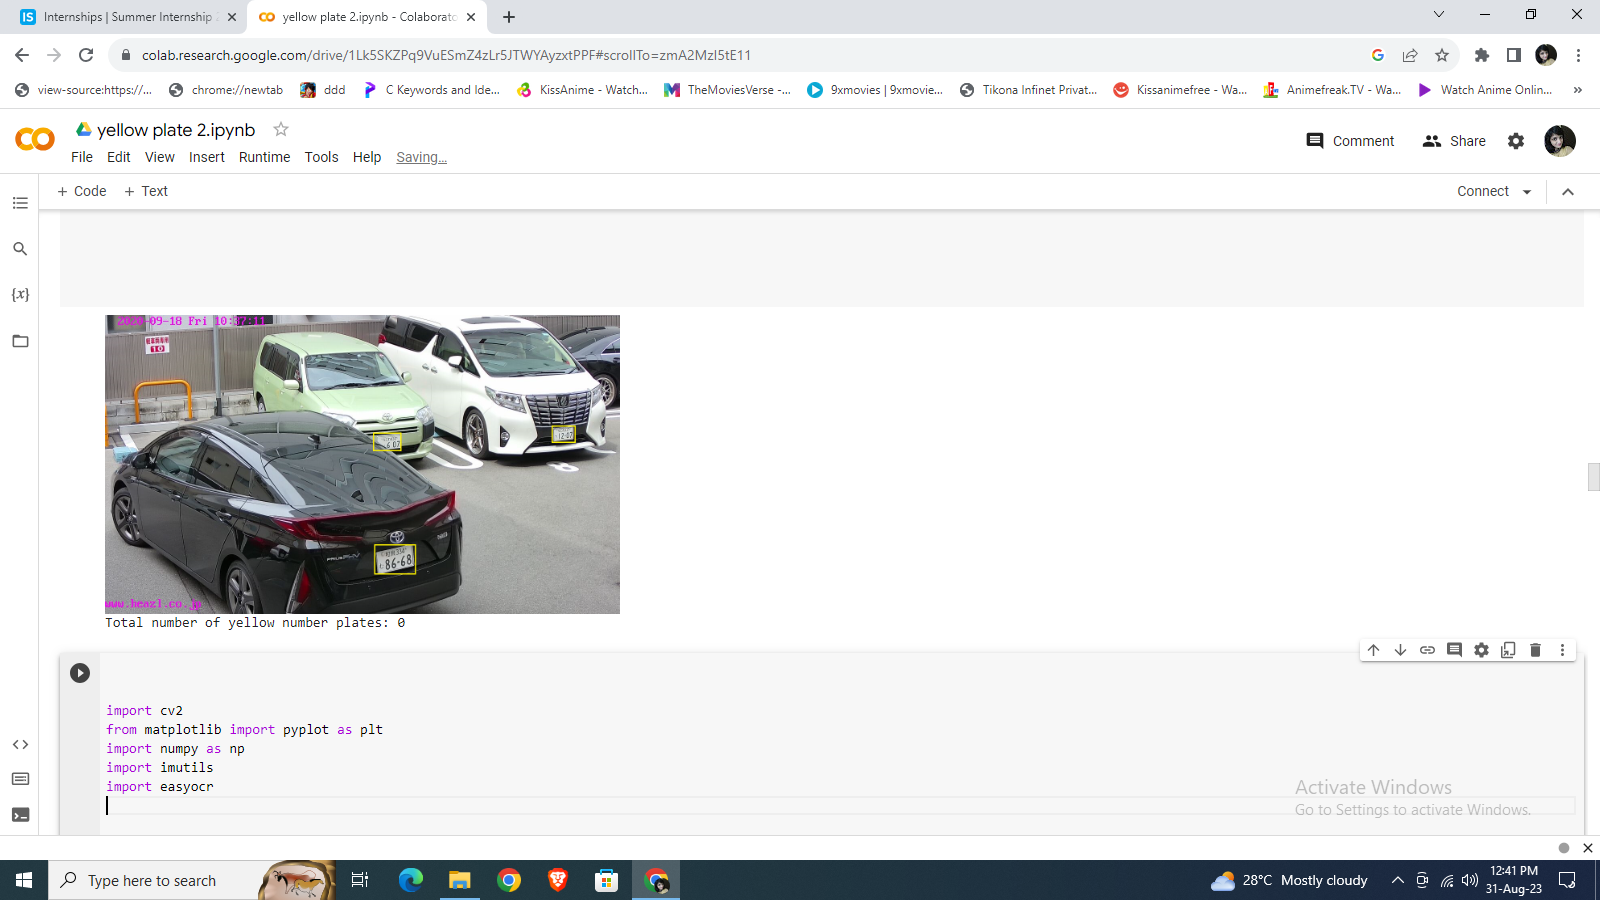 Internships | Summer Internship
yellow plate 2.ipynb - Colaborato
colab.research.google.com/drive/1Lk5SKZPq9VuESmZ4zLr5JTWYAyzxtPPF#scrollTo=zmA2MzI5tE11
view-source:https://...
chrome://newtab
ddd
C Keywords and Ide...
KissAnime - Watch...
TheMoviesVerse -...
9xmovies | 9xmovie...
Tikona Infinet Privat...
Kissanimefree - Wa...
Animefreak.TV - Wa...
Watch Anime Onlin...
yellow plate 2.ipynb
File Edit View Insert Runtime Tools Help Saving...
Comment
Share
+ Code + Text
Connect
2020-09-18 Fri 10:37:11
10
12-07
86-68
Total number of yellow number plates: 0
import cv2
from matplotlib import pyplot as plt
import numpy as np
import imutils
import easyocr
Activate Windows
Go to Settings to activate Windows.
Type here to search
28°C Mostly cloudy
12:41 PM
31-Aug-23